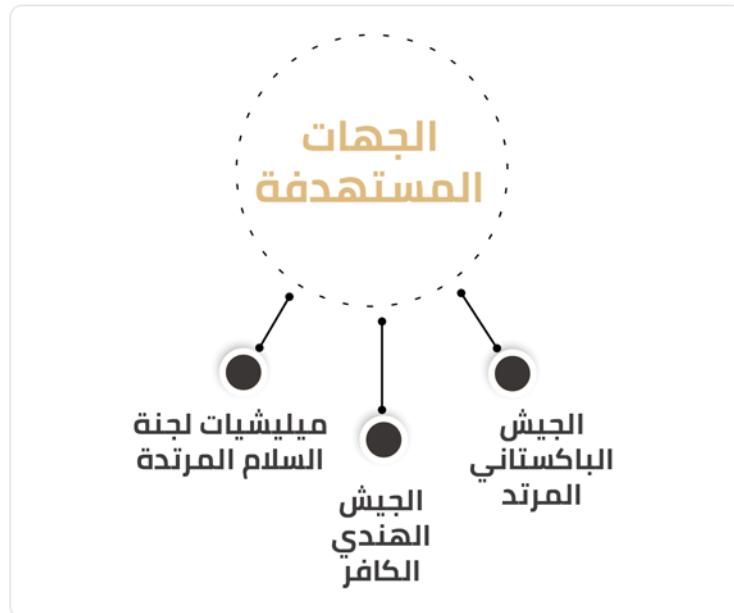 الجهات
المستهدفة
الجيش
الباكستاني
المرتد
الجيش
الهندي
الكافر
ميليشيات لجنة
السلام المرتدة